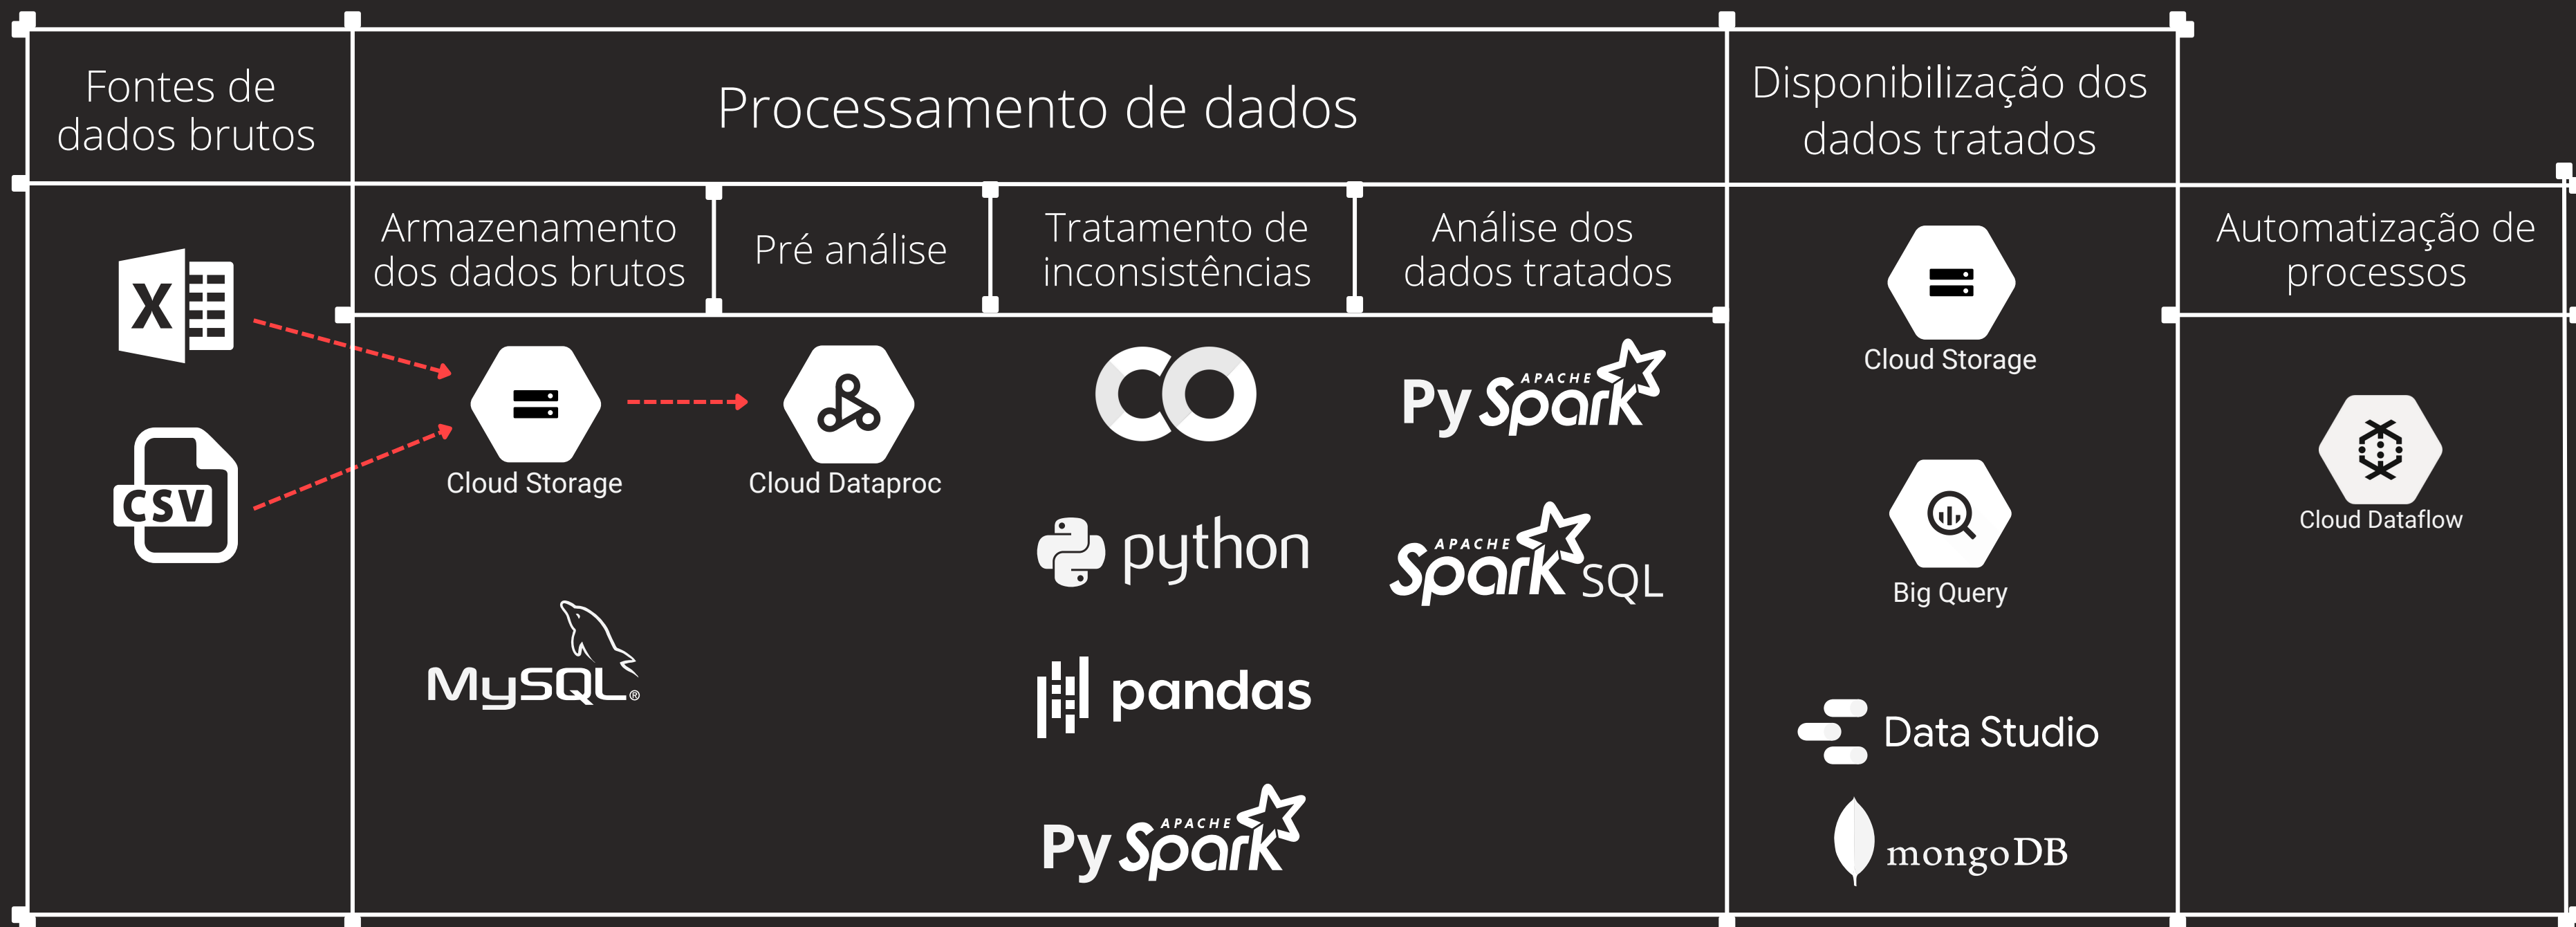 Fontes de
dados brutos
Processamento de dados
Disponibilização dos
dados tratados
Armazenamento
dos dados brutos
Pré análise
Tratamento de
inconsistências
Análise dos
dados tratados
Automatização de
processos
X
CSV
Cloud Storage
MySQL®
Cloud Dataproc
CO
python
pandas
Py APACHE Spark
Py APACHE Spark
APACHE Spark SQL
Cloud Storage
Big Query
Data Studio
mongoDB
Cloud Dataflow